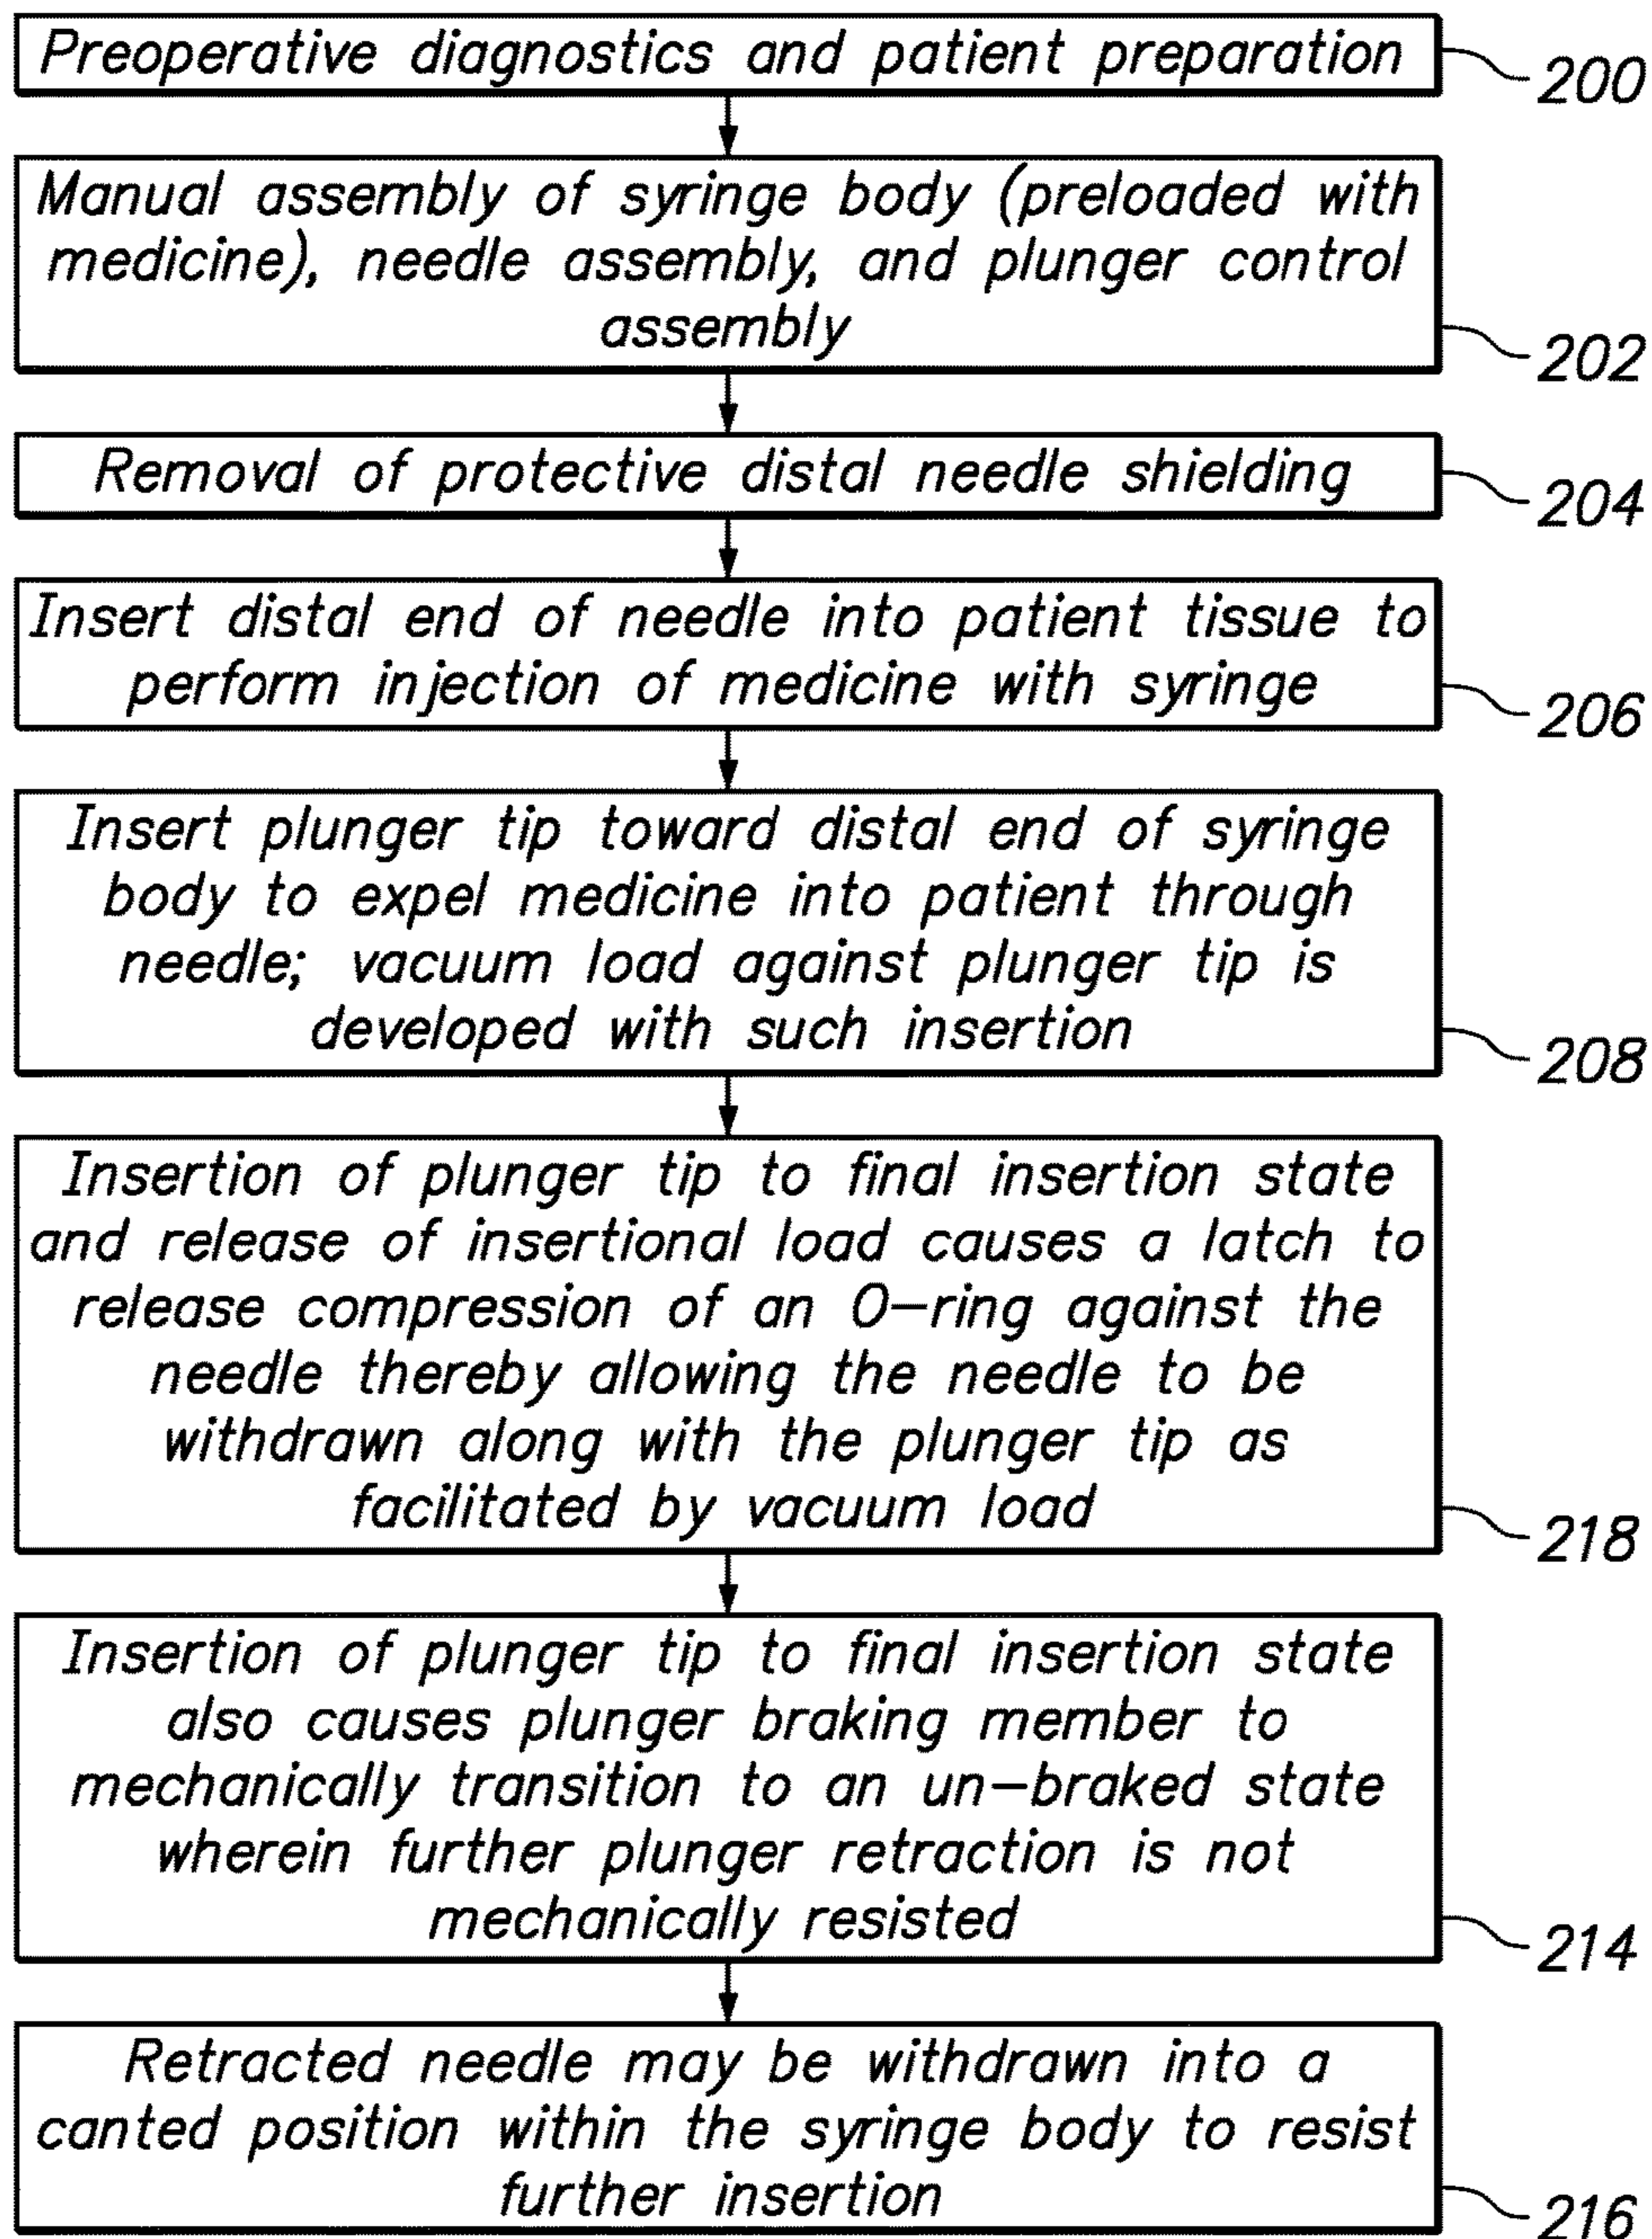 Preoperative diagnostics and patient preparation
200
Manual assembly of syringe body (preloaded with
medicine), needle assembly, and plunger control
assembly
202
Removal of protective distal needle shielding
204
Insert distal end of needle into patient tissue to
perform injection of medicine with syringe
206
Insert plunger tip toward distal end of syringe
body to expel medicine into patient through
needle; vacuum load against plunger tip is
developed with such insertion
208
Insertion of plunger tip to final insertion state
and release of insertional load causes a latch to
release compression of an O-ring against the
needle thereby allowing the needle to be
withdrawn along with the plunger tip as
facilitated by vacuum load
218
Insertion of plunger tip to final insertion state
also causes plunger braking member to
mechanically transition to an un-braked state
wherein further plunger retraction is not
mechanically resisted
214
Retracted needle may be withdrawn into a
canted position within the syringe body to resist
further insertion
216